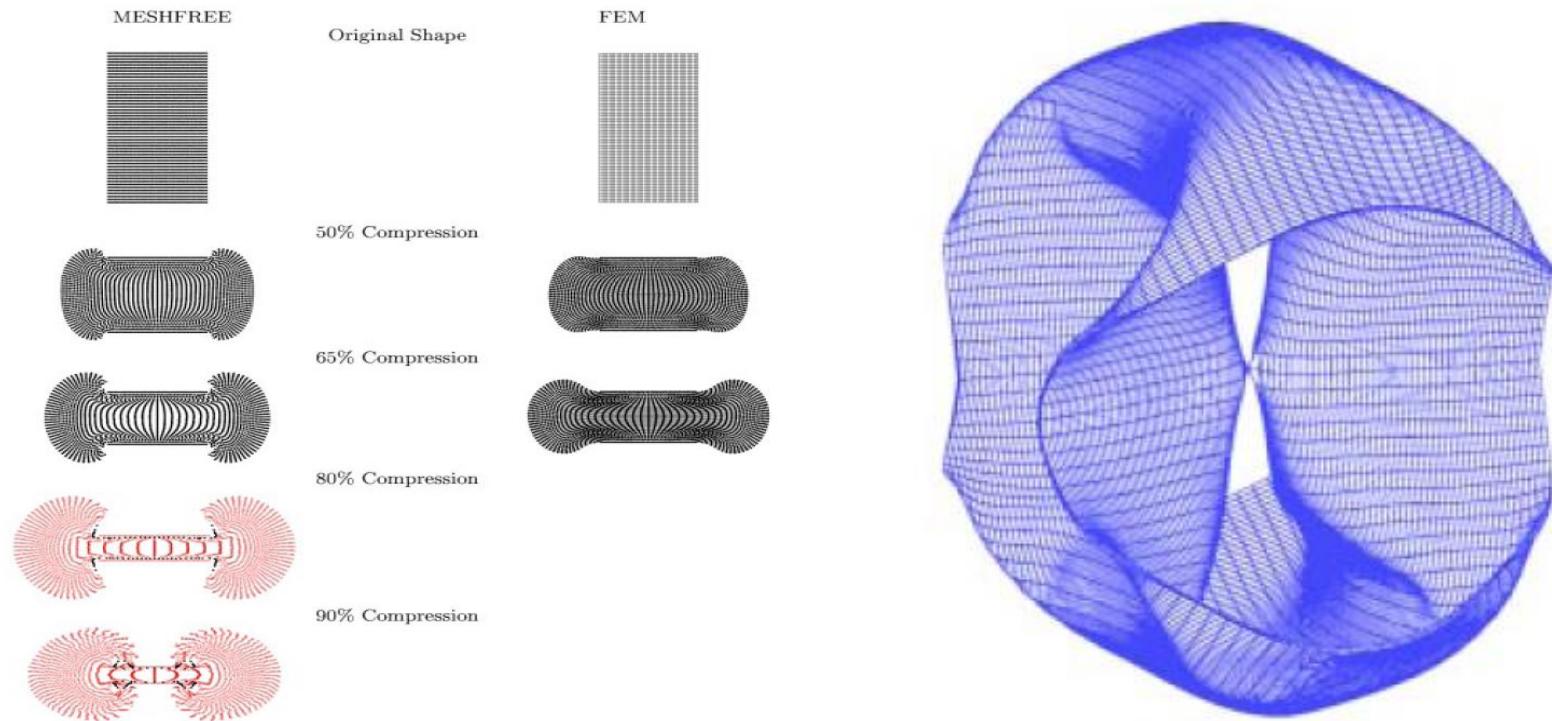 MESHFREE
FEM
Original Shape
50% Compression
65% Compression
80% Compression
90% Compression